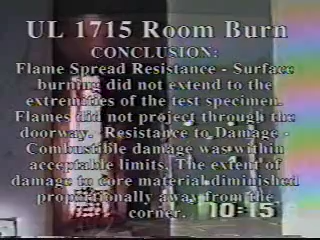 UL 1715 Room Burn
CONCLUSION:
Flame Spread Resistance - Surface
burning did not extend to the
extremities of the test specimen.
Flames did not project through the
doorway.  Resistance to Damage -
Combustible damage was within
acceptable limits. The extent of
damage to core material diminished
proportionally away from the
corner.
10:15